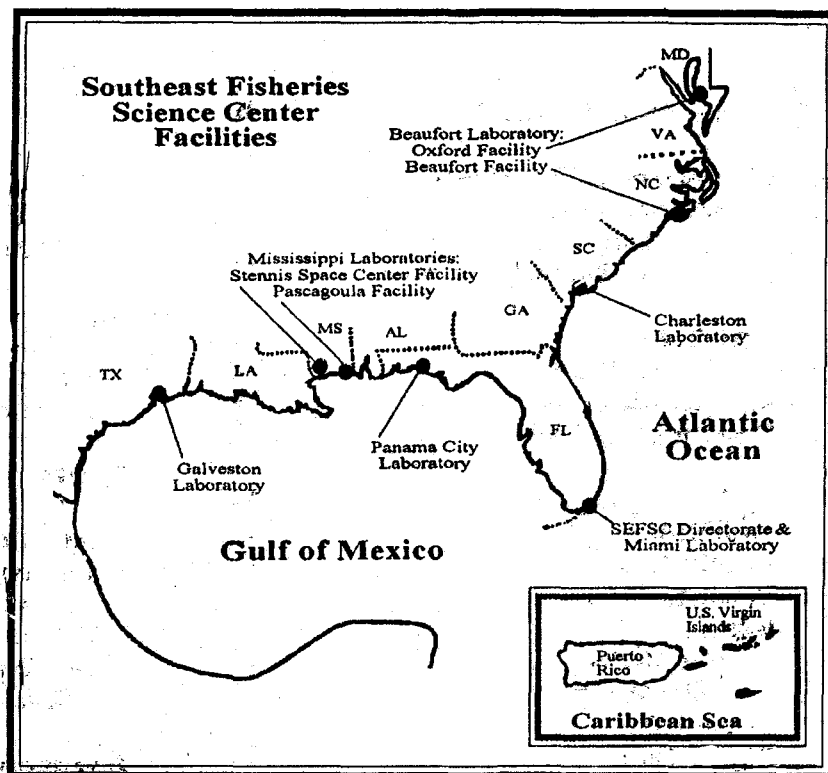 Southeast Fisheries
Science Center
Facilities
MD
Beaufort Laboratory:
Oxford Facility
Beaufort Facility
VA
NC
SC
Mississippi Laboratories:
Stennis Space Center Facility
Pascagoula Facility
GA
Charleston
Laboratory
MS
AL
TX
LA
FL
Atlantic
Ocean
Panama City
Laboratory
Galveston
Laboratory
SEFSC Directorate &
Miami Laboratory
Gulf of Mexico
U.S. Virgin
Islands
Puerto
Rico
Caribbean Sea